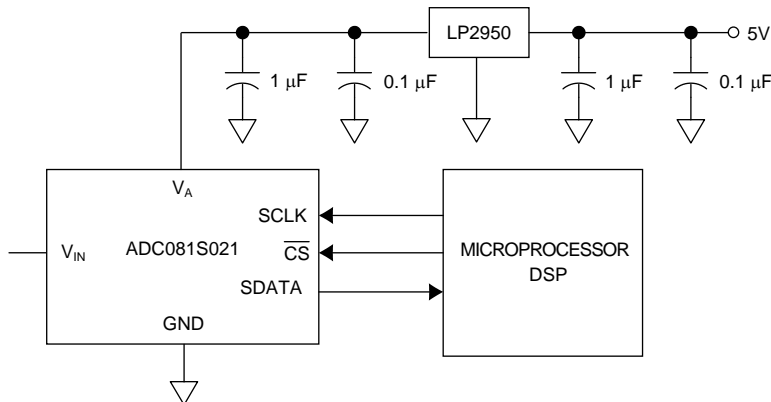 LP2950
5V
1 μF
0.1 μF
1 μF
0.1 μF
VA
SCLK
VIN
ADC081S021
CS
MICROPROCESSOR
DSP
SDATA
GND